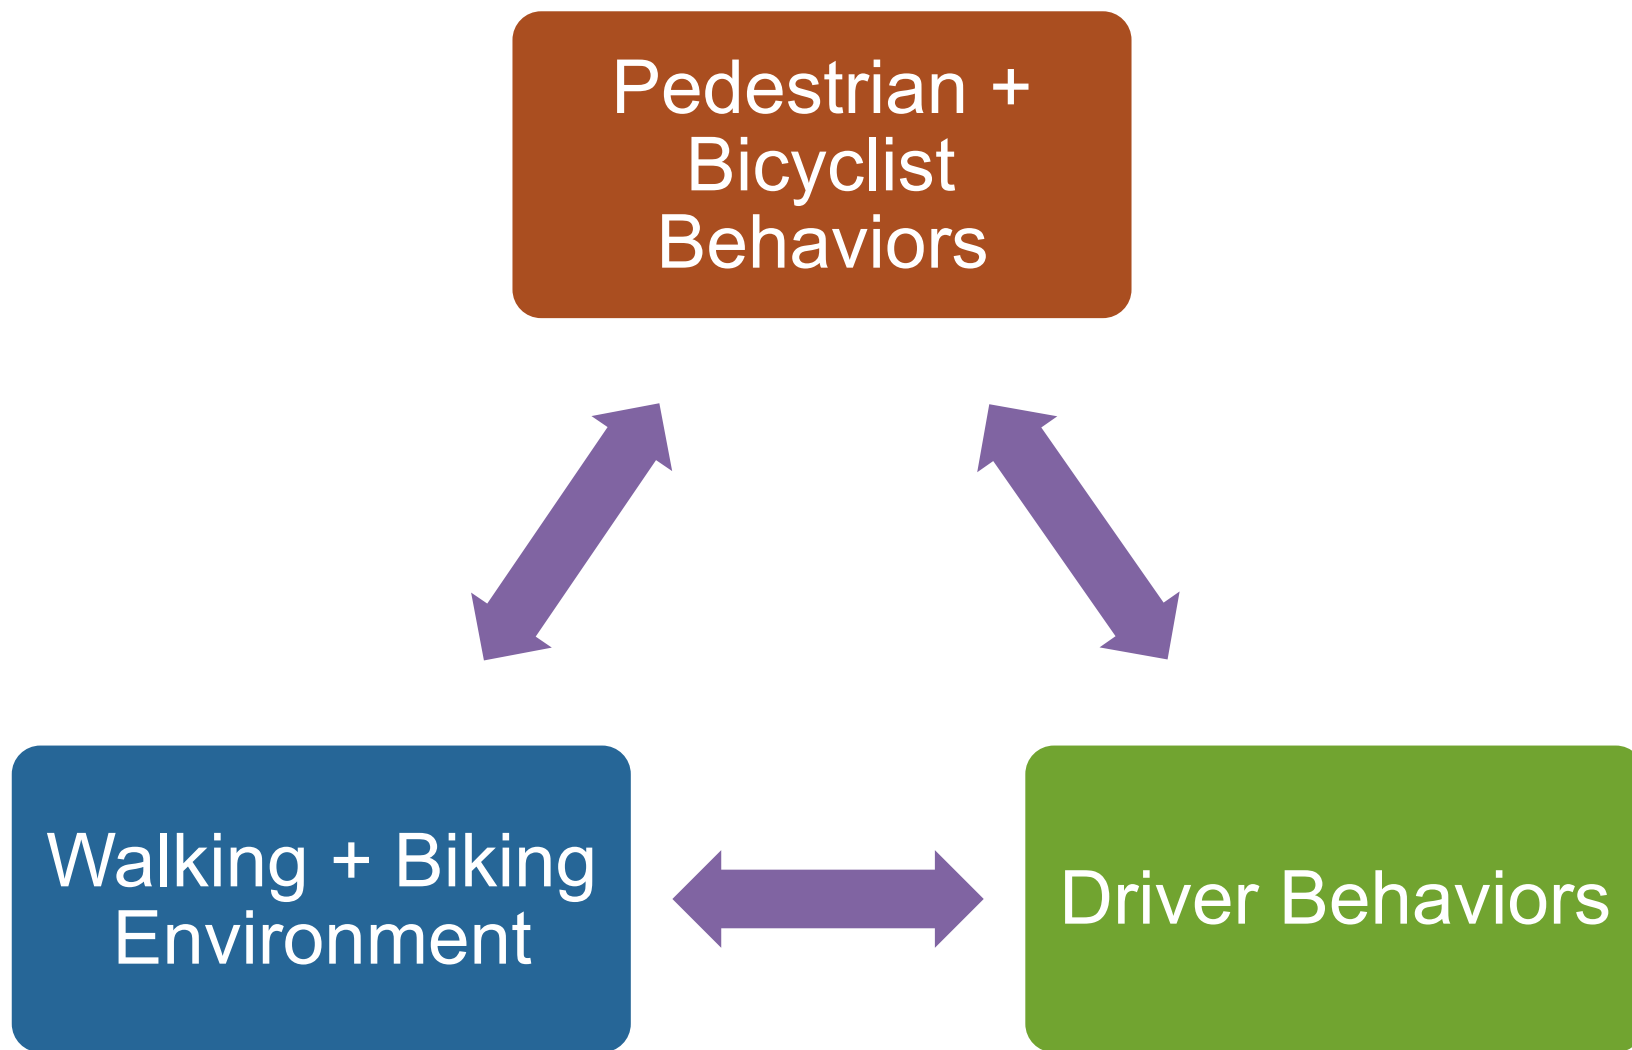 Pedestrian +
Bicyclist
Behaviors
Walking + Biking
Environment
Driver Behaviors